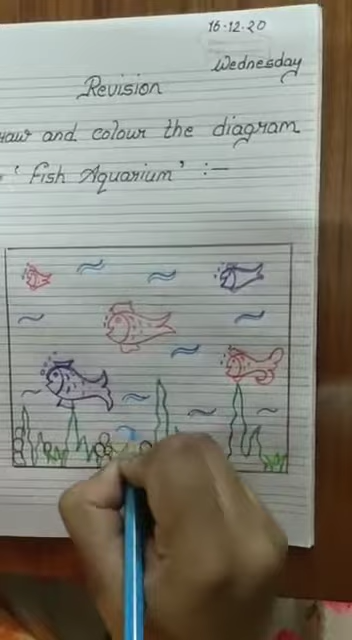 16-12-20
Wednesday
Revision
and colour the diagram
' Fish Aquarium ' :-